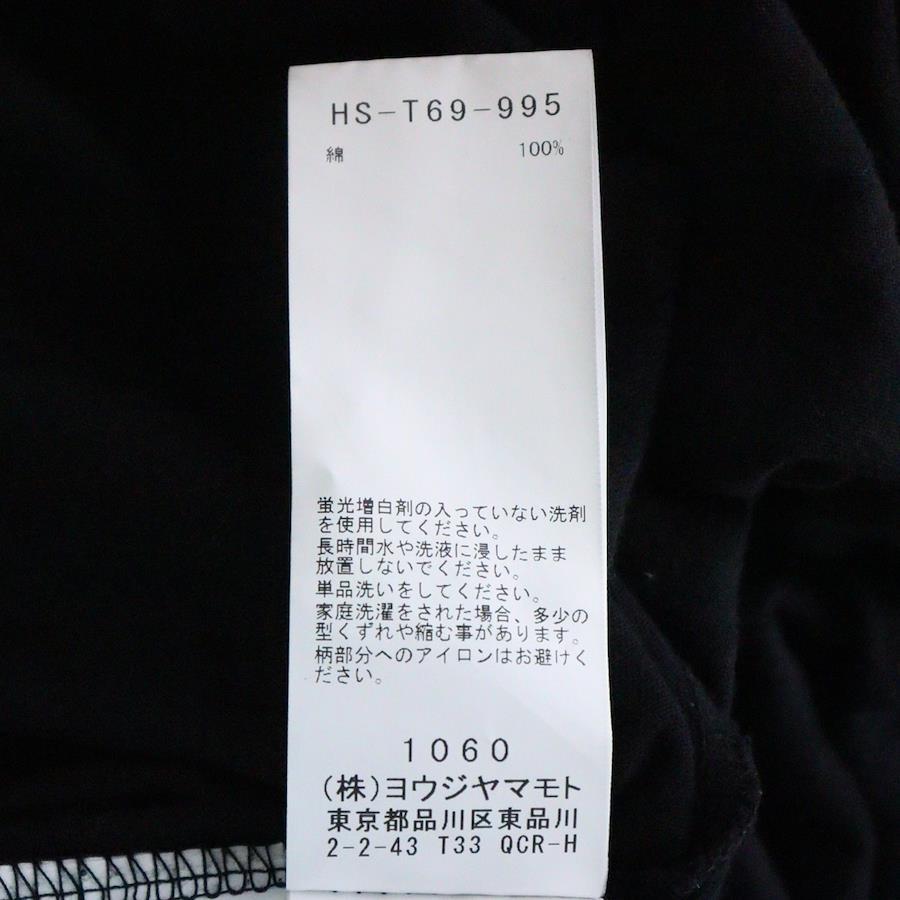 HS-T69-995
綿 100%
蛍光増白剤の入っていない洗剤
を使用してください。
長時間水や洗液に浸したまま
放置しないでください。
単品洗いをしてください。
家庭洗濯をされた場合、多少の
型くずれや縮む事があります。
柄部分へのアイロンはお避けく
ださい。
1060
(株)ヨウジヤマモト
東京都品川区東品川
2-2-43 T33 QCR-H